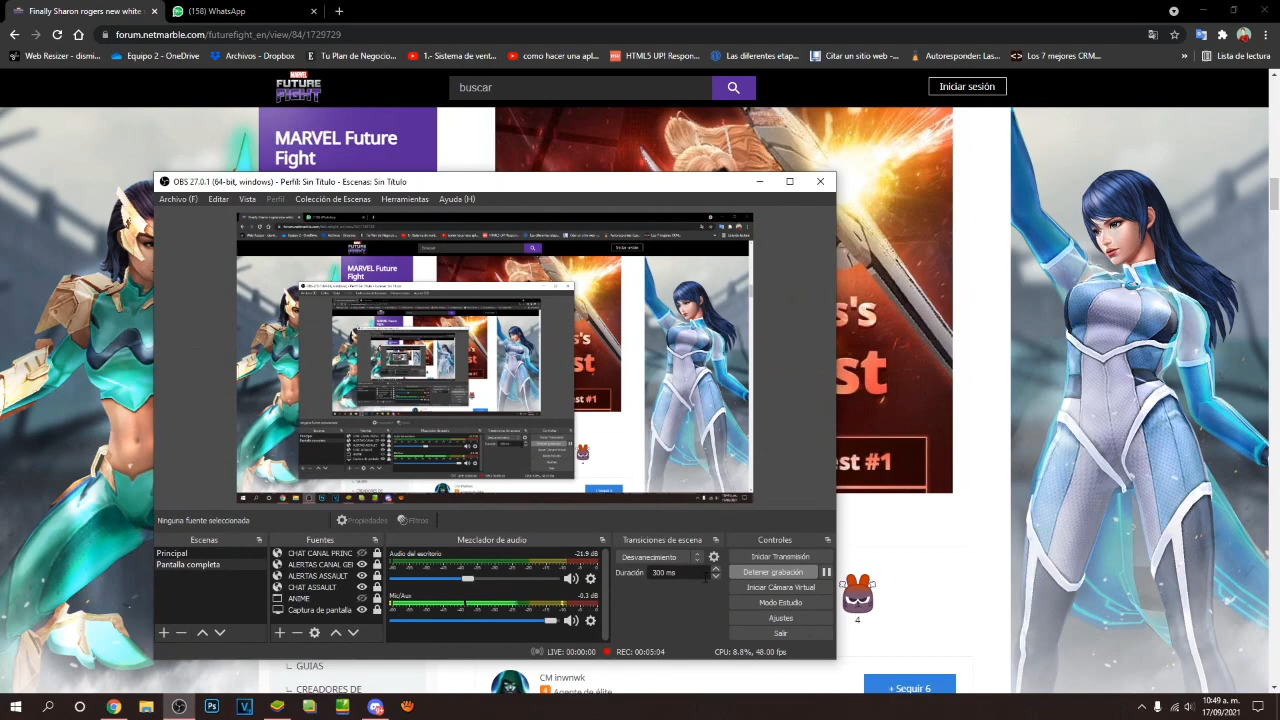 Finally Sharon rogers new white
(158) WhatsApp
forum.netmarble.com/futurefight_en/view/84/1729729
Web Resizer - disminu...
Equipo 2 - OneDrive
Archivos - Dropbox
Tu Plan de Negocio...
1.- Sistema de vent...
como hacer una apl...
HTML5 UP! Respons...
Las diferentes etap...
Citar un sitio web -...
Autoresponder: Las...
Los 7 mejores CRM...
»
Lista de lectura
MARVEL
FUTURE
FIGHT
buscar
Iniciar sesión
MARVEL Future
Fight
OBS 27.0.1 (64-bit, windows) - Perfil: Sin Título - Escenas: Sin Título
Archivo (F)
Editar
Vista
Perfil
Colección de Escenas
Herramientas
Ayuda (H)
Ninguna fuente seleccionada
Propiedades
Filtros
Escenas
Fuentes
Mezclador de audio
Transiciones de escena
Controles
Principal
Pantalla completa
CHAT CANAL PRINC
ALERTAS CANAL GEI
ALERTAS ASSAULT
CHAT ASSAULT
ANIME
Captura de pantalla
Audio del escritorio
-21.9 dB
Mic/Aux
-0.3 dB
Desvanecimiento
Duración
300 ms
Iniciar Transmisión
Detener grabación
Iniciar Cámara Virtual
Modo Estudio
Ajustes
Salir
LIVE: 00:00:00
REC: 00:05:04
CPU: 8.8%, 48.00 fps
s's
st
est #1
4
GUIAS
CREADORES DE
CM inwnwk
4 Agente de élite
+ Seguir 6
10:49 a. m.
17/09/2021